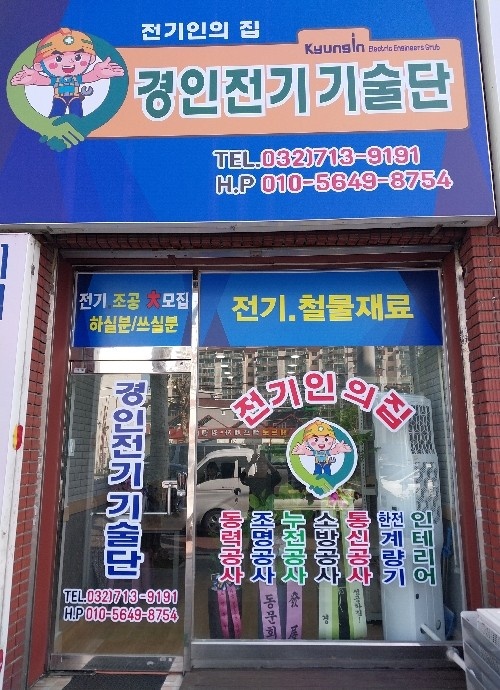 전기인의 집
Kyungin Electric Engineers Grub
경인전기기술단
TEL.032)713-9191
H.P 010-5649-8754
전기 조공 大모집
하실분/쓰실분
전기.철물재료
경인전기기술단
TEL.032)713-9191
H.P 010-5649-8754
전기인의집
동력공사
조명공사
누전공사
소방공사
통신공사
한전계량기
인테리어
동문회